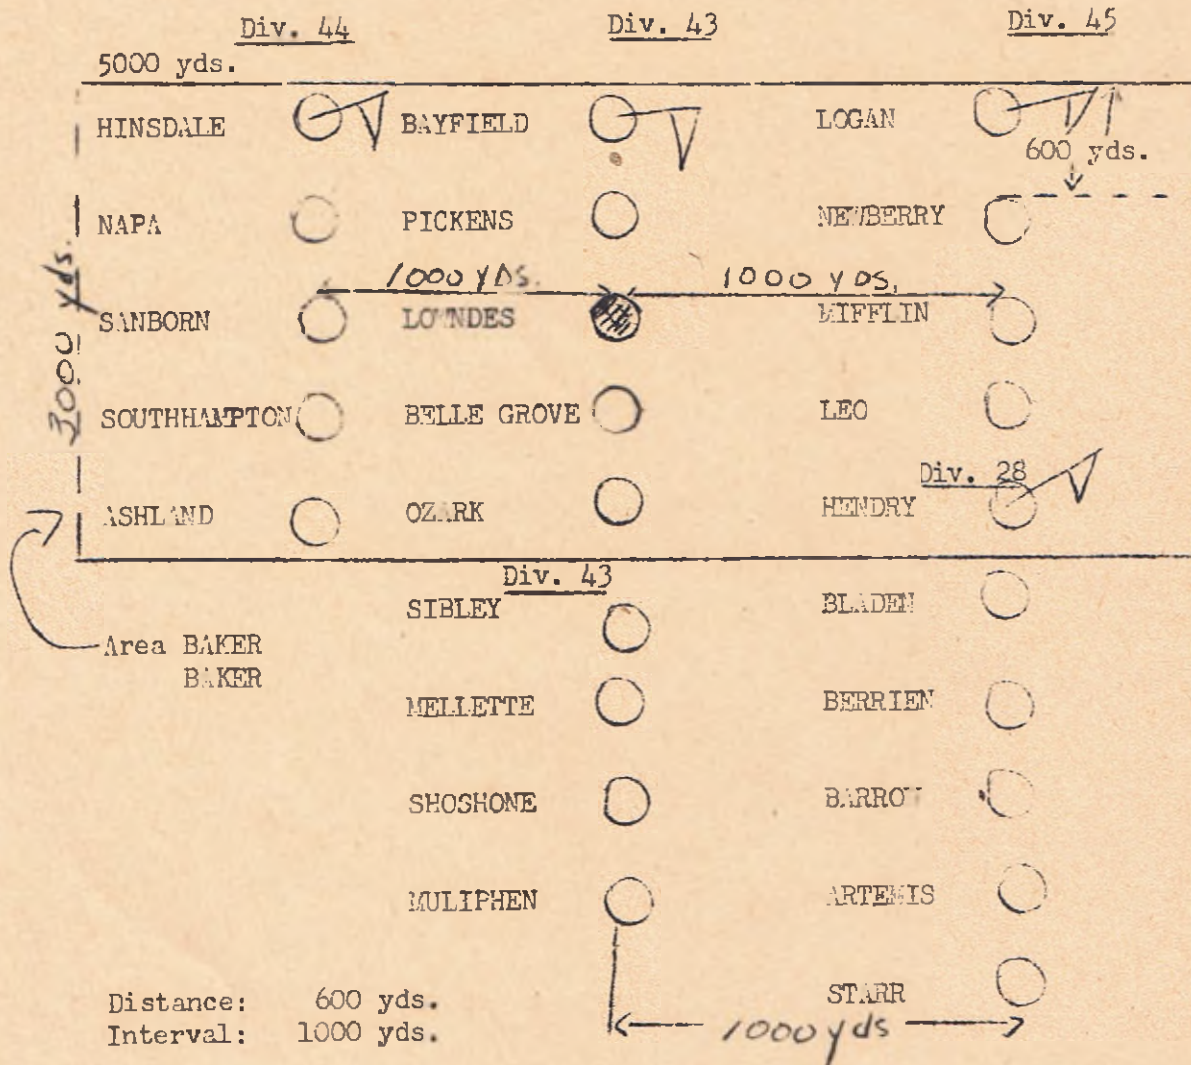 Div. 44 Div. 43 Div. 45
5000 yds.
HINSDALE BAYFIELD LOGAN
600 yds.
NAPA PICKENS NEWBERRY
1000 YDS. 1000 YDS.
SANBORN LOWNDES MIFFLIN
3000 yds.
SOUTHHAMPTON BELLE GROVE LEO
Div. 28
ASHLAND OZARK HENDRY
Div. 43
SIBLEY BLADEN
Area BAKER
BAKER
MELLETTE BERRIEN
SHOSHONE BARROW
MULIPHEN ARTEMIS
STARR
Distance: 600 yds.
Interval: 1000 yds.
1000 yds